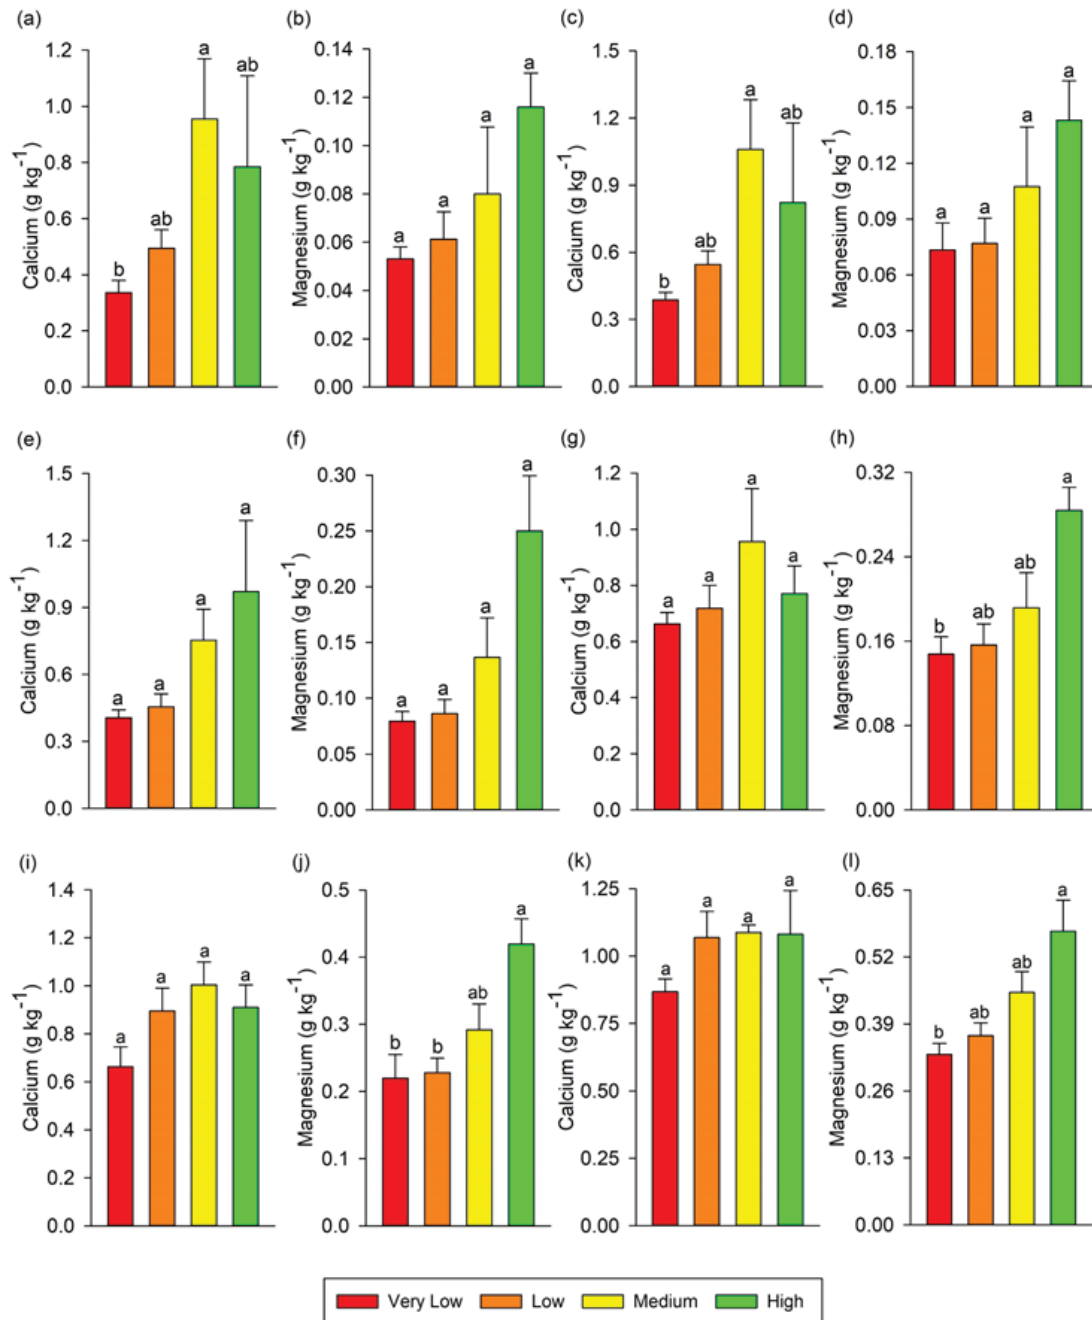 (a) (b) (c) (d)
Calcium (g kg-1)
1.2
1.0
0.8
0.6
0.4
0.2
0.0
b ab a ab
Magnesium (g kg-1)
0.14
0.12
0.10
0.08
0.06
0.04
0.02
0.00
a a a a
Calcium (g kg-1)
1.5
1.2
0.9
0.6
0.3
0.0
b ab a ab
Magnesium (g kg-1)
0.18
0.15
0.12
0.09
0.06
0.03
0.00
a a a a
(e) (f) (g) (h)
Calcium (g kg-1)
1.5
1.2
0.9
0.6
0.3
0.0
a a a a
Magnesium (g kg-1)
0.30
0.25
0.20
0.15
0.10
0.05
0.00
a a a a
Calcium (g kg-1)
1.2
1.0
0.8
0.6
0.4
0.2
0.0
a a a a
Magnesium (g kg-1)
0.32
0.24
0.16
0.08
0.00
b ab ab a
(i) (j) (k) (l)
Calcium (g kg-1)
1.4
1.2
1.0
0.8
0.6
0.4
0.2
0.0
a a a a
Magnesium (g kg-1)
0.5
0.4
0.3
0.2
0.1
0.0
b b ab a
Calcium (g kg-1)
1.25
1.00
0.75
0.50
0.25
0.00
a a a a
Magnesium (g kg-1)
0.65
0.52
0.39
0.26
0.13
0.00
b ab ab a
Very Low Low Medium High